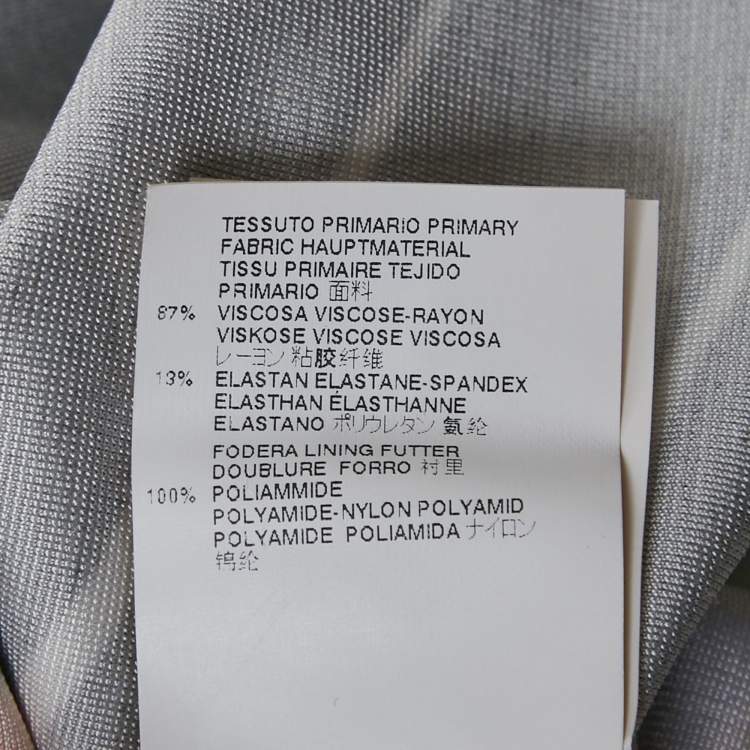 TESSUTO PRIMARIO PRIMARY
FABRIC HAUPTMATERIAL
TISSU PRIMAIRE TEJIDO
PRIMARIO 面料
87% VISCOSA VISCOSE-RAYON
VISKOSE VISCOSE VISCOSA
レーヨン 粘胶纤维
13% ELASTAN ELASTANE-SPANDEX
ELASTHAN ÉLASTHANNE
ELASTANO ポリウレタン 氨纶
FODERA LINING FUTTER
DOUBLURE FORRO 衬里
100% POLIAMMIDE
POLYAMIDE-NYLON POLYAMID
POLYAMIDE POLIAMIDA ナイロン
锦纶